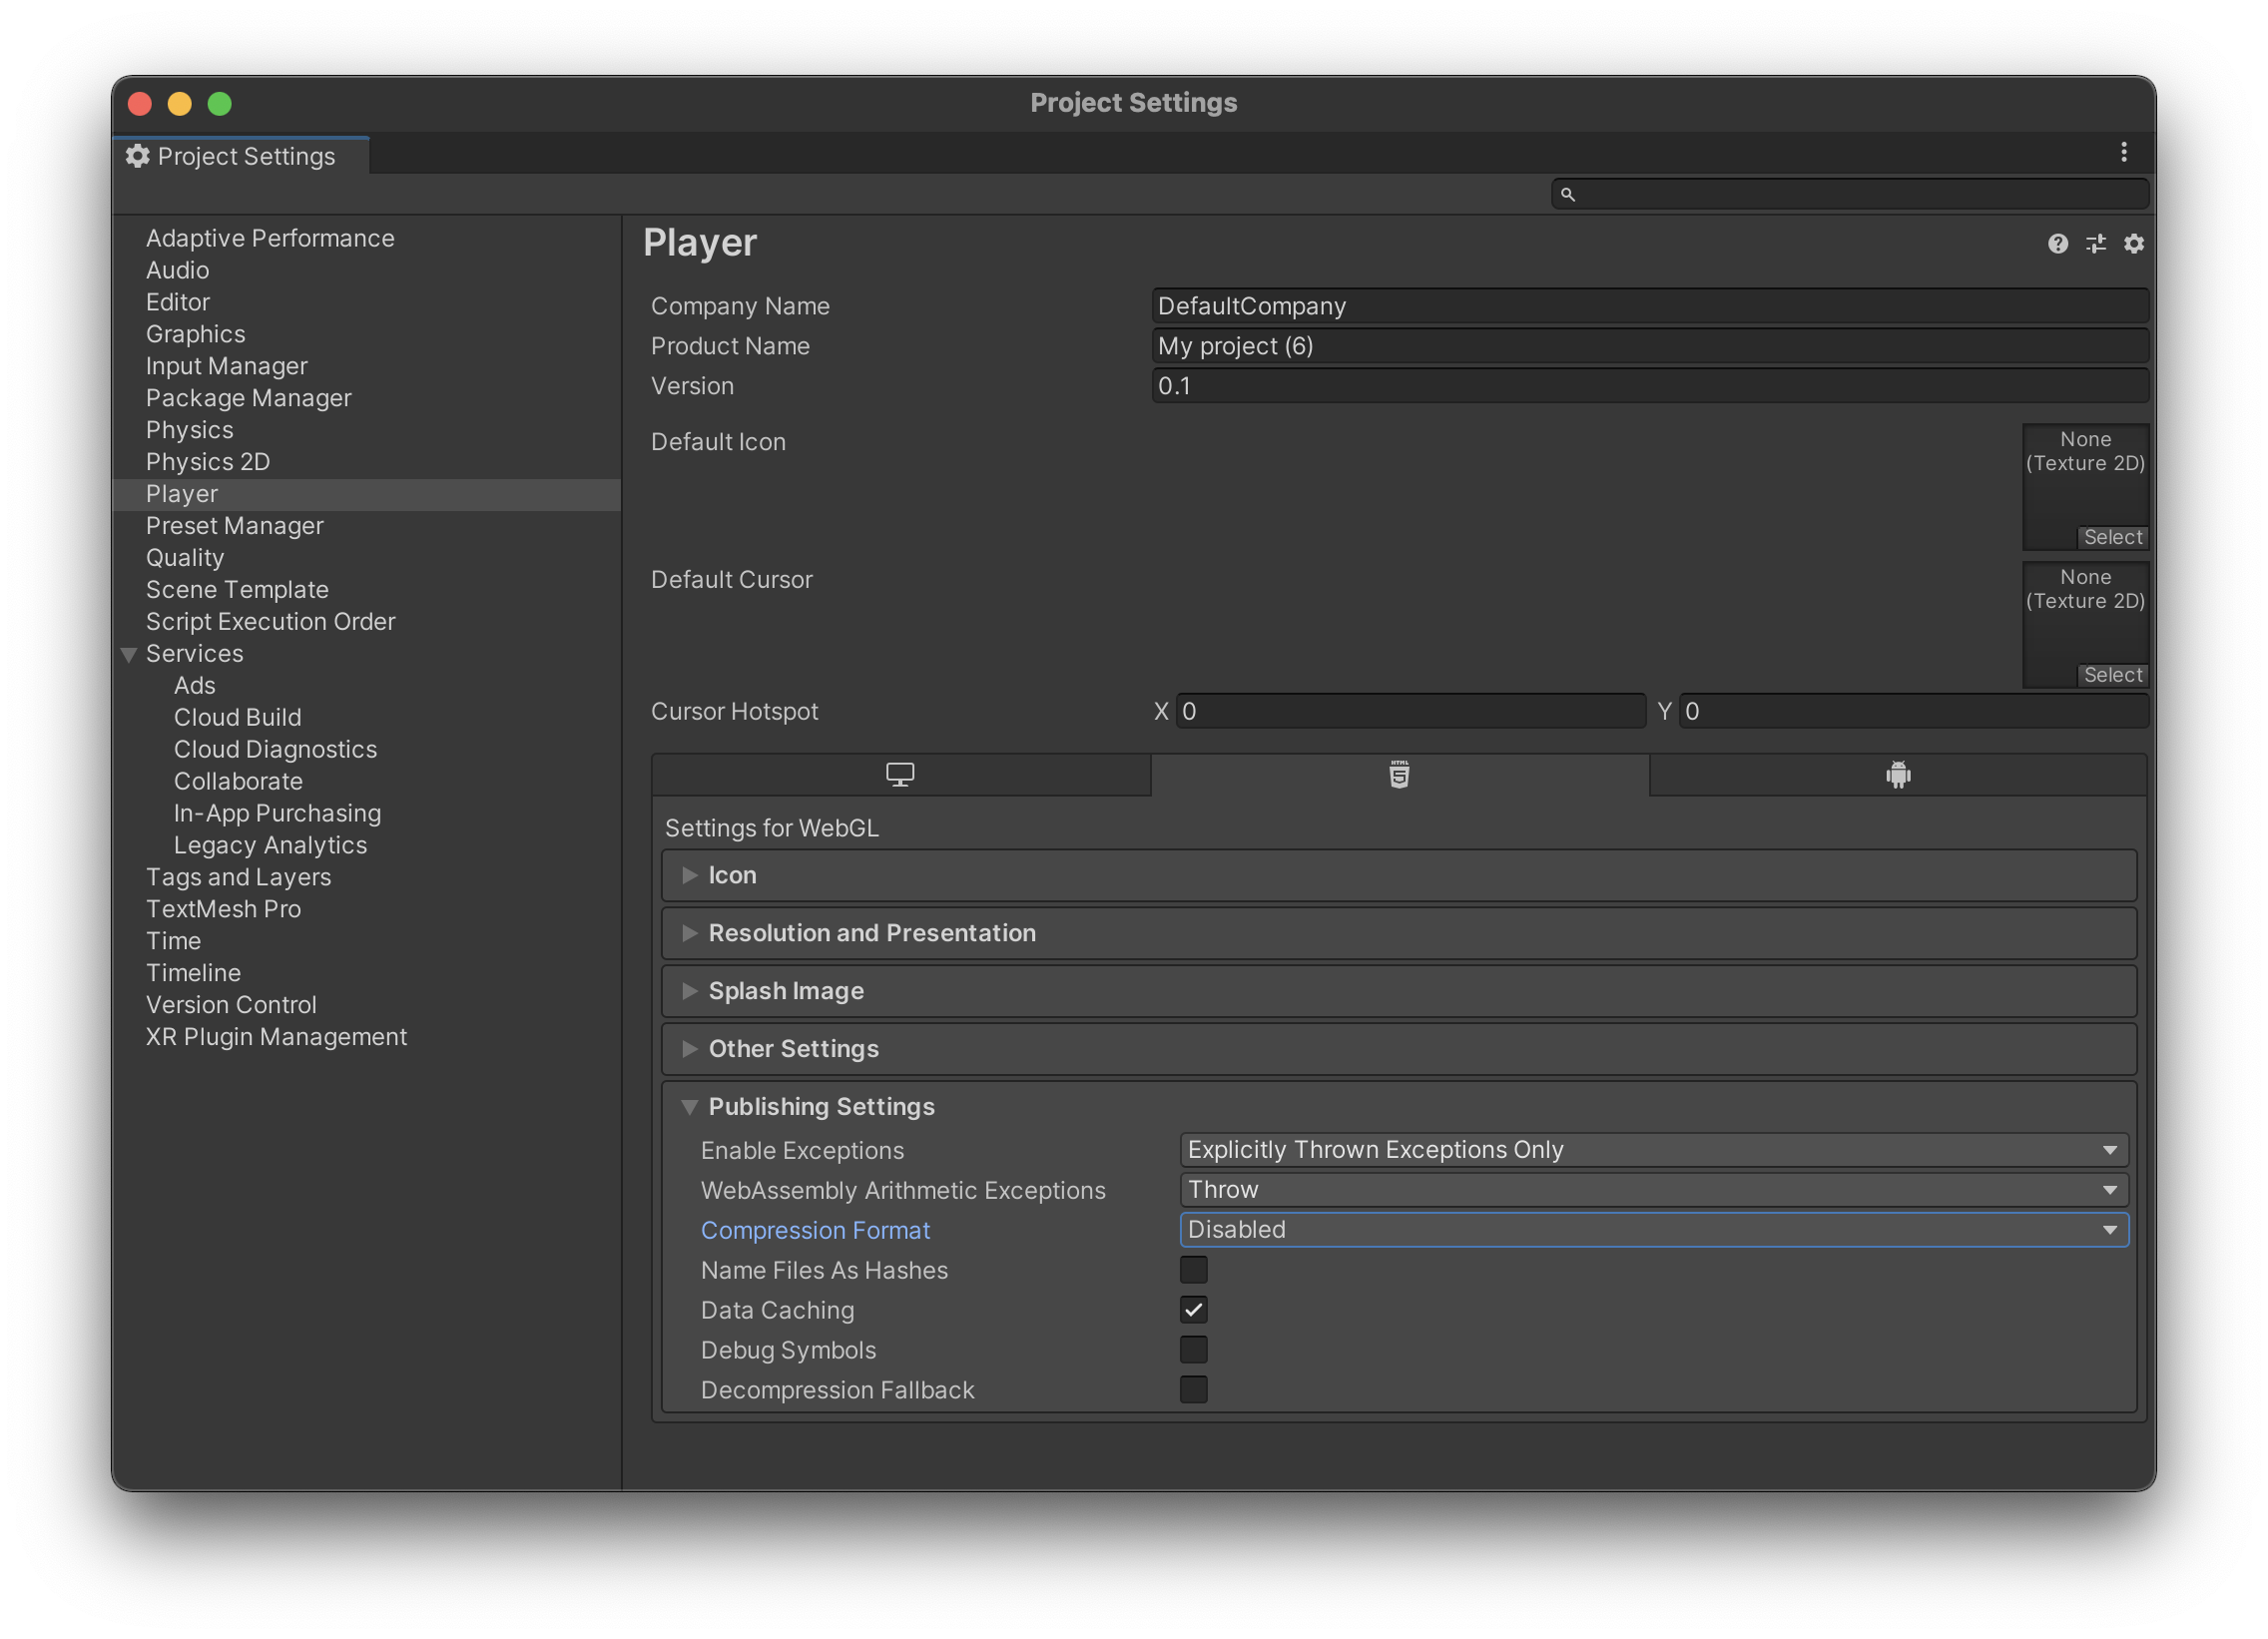 Project Settings
Project Settings
Adaptive Performance
Audio
Editor
Graphics
Input Manager
Package Manager
Physics
Physics 2D
Player
Preset Manager
Quality
Scene Template
Script Execution Order
Services
Ads
Cloud Build
Cloud Diagnostics
Collaborate
In-App Purchasing
Legacy Analytics
Tags and Layers
TextMesh Pro
Time
Timeline
Version Control
XR Plugin Management
Player
Company Name DefaultCompany
Product Name My project (6)
Version 0.1
Default Icon None
(Texture 2D)
Select
Default Cursor None
(Texture 2D)
Select
Cursor Hotspot X 0 Y 0
HTML 5
Settings for WebGL
Icon
Resolution and Presentation
Splash Image
Other Settings
Publishing Settings
Enable Exceptions Explicitly Thrown Exceptions Only
WebAssembly Arithmetic Exceptions Throw
Compression Format Disabled
Name Files As Hashes
Data Caching
Debug Symbols
Decompression Fallback